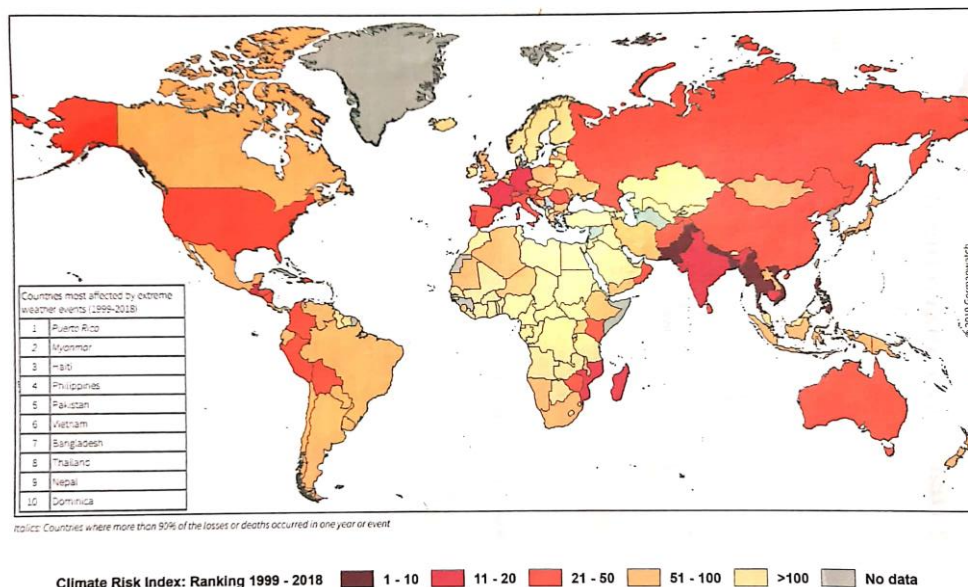 Countries most affected by extreme
weather events (1999-2018)
1 Puerto Rico
2 Myanmar
3 Haiti
4 Philippines
5 Pakistan
6 Vietnam
7 Bangladesh
8 Thailand
9 Nepal
10 Dominica
©2019 Germanwatch
Italics: Countries where more than 90% of the losses or deaths occurred in one year or event
Climate Risk Index: Ranking 1999 - 2018 1 - 10 11 - 20 21 - 50 51 - 100 >100 No data